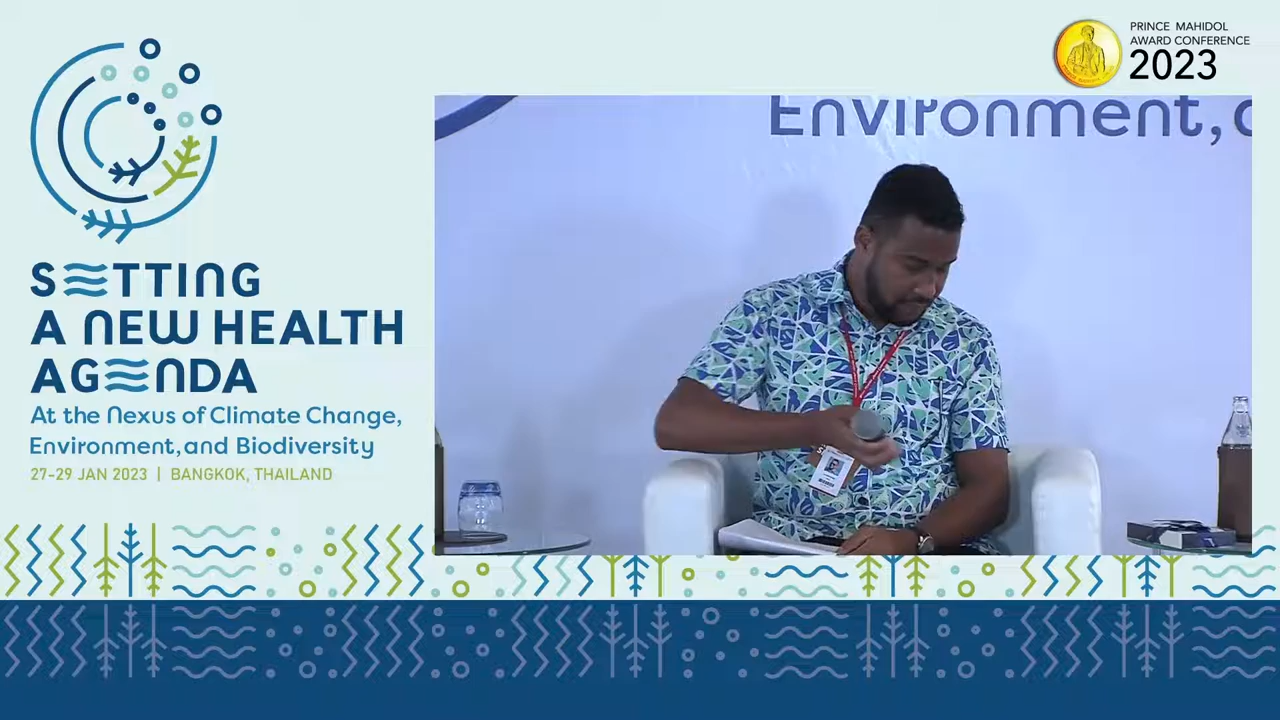 PRINCE MAHIDOL
AWARD CONFERENCE
2023
SETTING
A NEW HEALTH
AGENDA
At the Nexus of Climate Change,
Environment, and Biodiversity
27-29 JAN 2023 | BANGKOK, THAILAND
Environment,